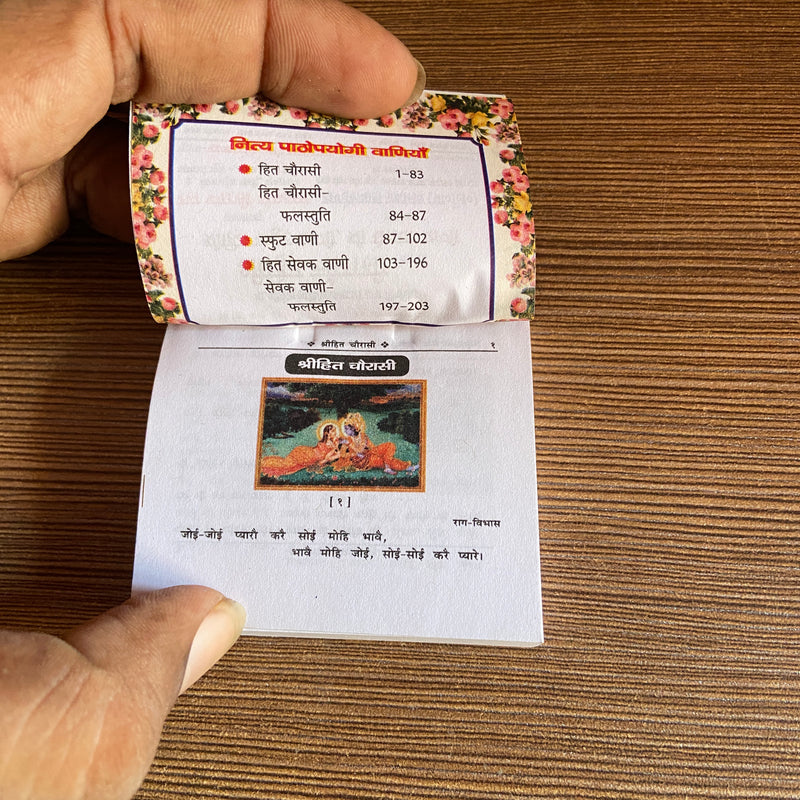 नित्य पाठोपयोगी वाणियाँ
हित चौरासी 1-83
हित चौरासी-
फलस्तुति 84-87
स्फुट वाणी 87-102
हित सेवक वाणी 103-196
सेवक वाणी-
फलस्तुति 197-203
❖ श्रीहित चौरासी ❖ १
श्रीहित चौरासी
[ १ ]
राग-विभास
जोई-जोई प्यारौ करै सोई मोहि भावै,
भावै मोहि जोई, सोई-सोई करै प्यारे।